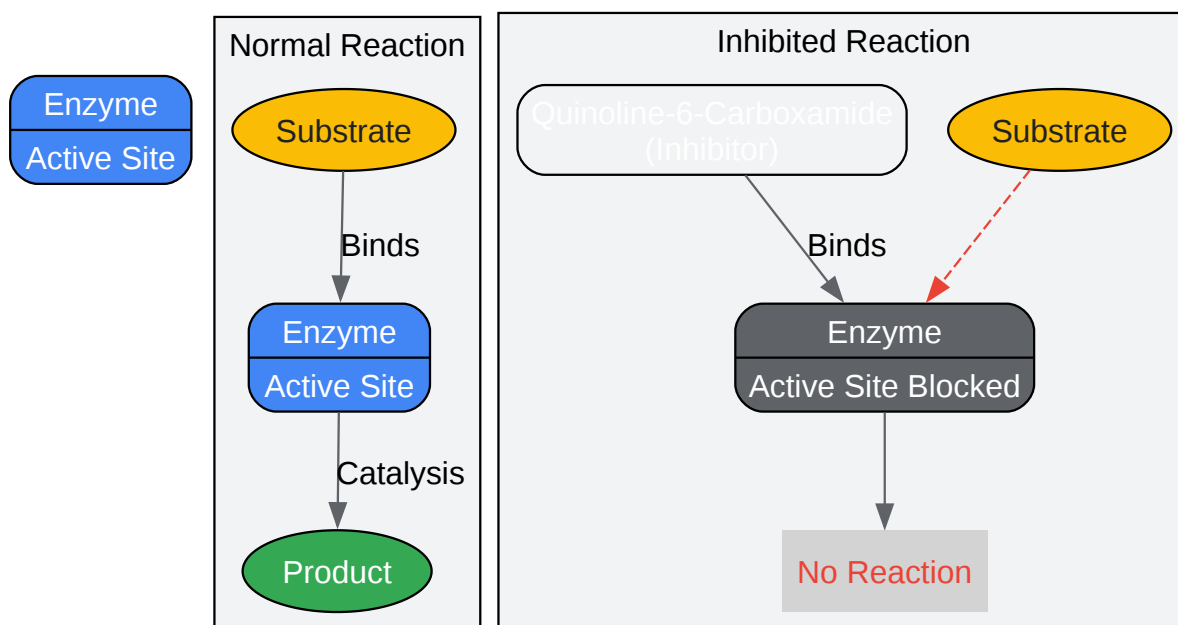 Enzyme
Active Site
Normal Reaction
Substrate
Binds
Enzyme
Active Site
Catalysis
Product
Inhibited Reaction
Quinoline-6-Carboxamide
(Inhibitor)
Substrate
Binds
Enzyme
Active Site Blocked
No Reaction